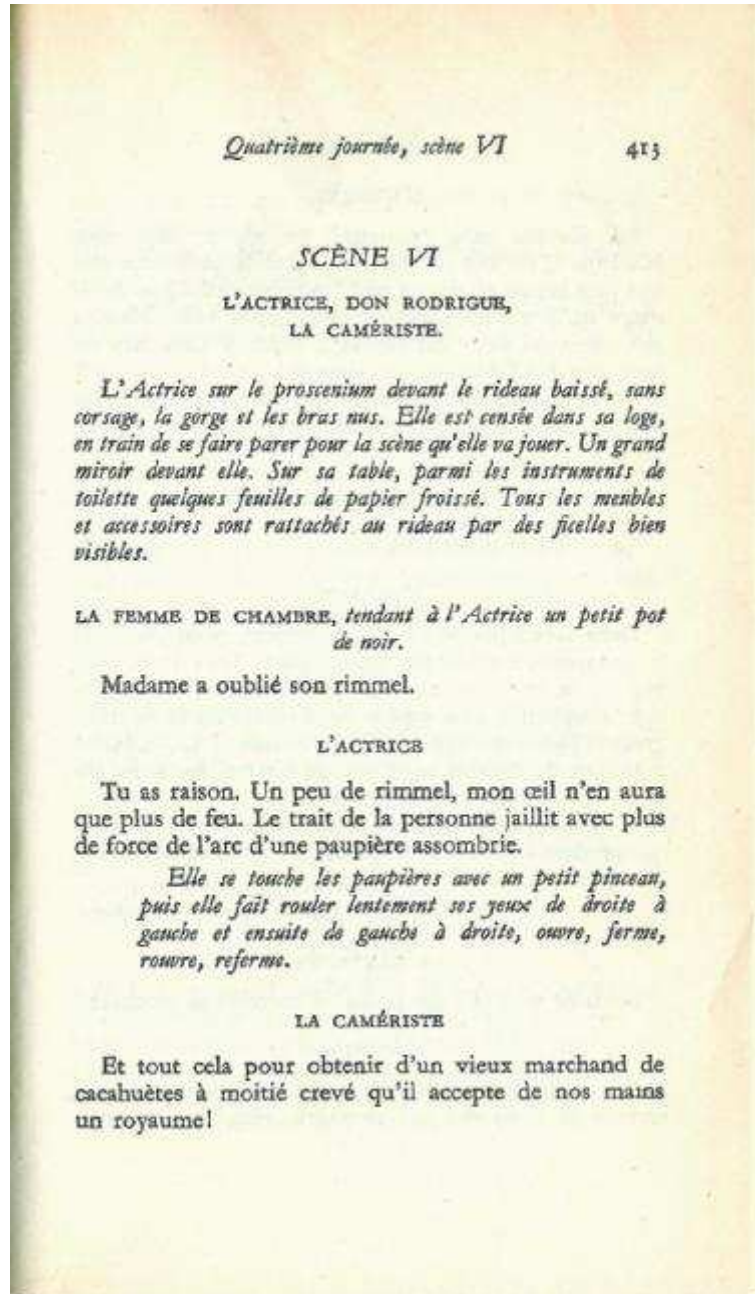 Quatrième journée, scène VI 413
SCÈNE VI
L'ACTRICE, DON RODRIGUE,
LA CAMÉRISTE.
L'Actrice sur le proscenium devant le rideau baissé, sans
corsage, la gorge et les bras nus. Elle est censée dans sa loge,
en train de se faire parer pour la scène qu'elle va jouer. Un grand
miroir devant elle. Sur sa table, parmi les instruments de
toilette quelques feuilles de papier froissé. Tous les meubles
et accessoires sont rattachés au rideau par des ficelles bien
visibles.
LA FEMME DE CHAMBRE, tendant à l'Actrice un petit pot
de noir.
Madame a oublié son rimmel.
L'ACTRICE
Tu as raison. Un peu de rimmel, mon œil n'en aura
que plus de feu. Le trait de la personne jaillit avec plus
de force de l'arc d'une paupière assombrie.
Elle se touche les paupières avec un petit pinceau,
puis elle fait rouler lentement ses yeux de droite à
gauche et ensuite de gauche à droite, ouvre, ferme,
rouvre, referme.
LA CAMÉRISTE
Et tout cela pour obtenir d'un vieux marchand de
cacahuètes à moitié crevé qu'il accepte de nos mains
un royaume!